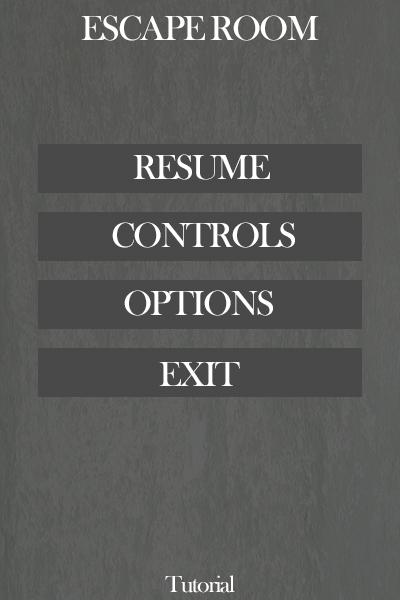 ESCAPE ROOM
RESUME
CONTROLS
OPTIONS
EXIT
Tutorial